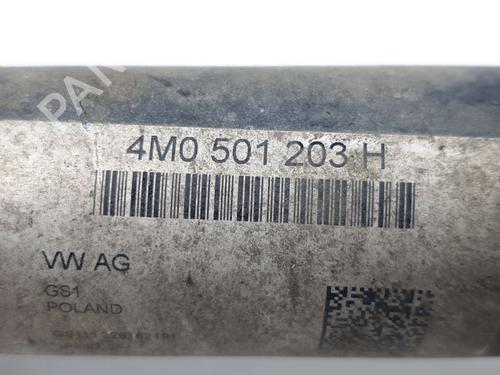 4M0 501 203 H
VW AG
GS1
POLAND